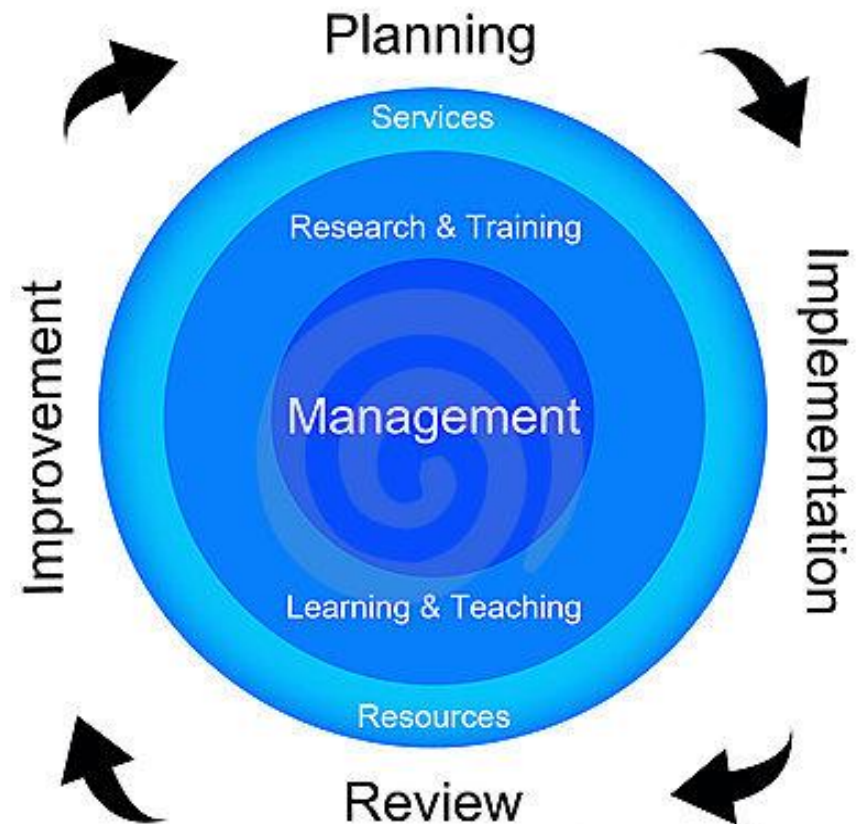 Planning
Services
Research & Training
Implementation
Improvement
Management
Learning & Teaching
Resources
Review